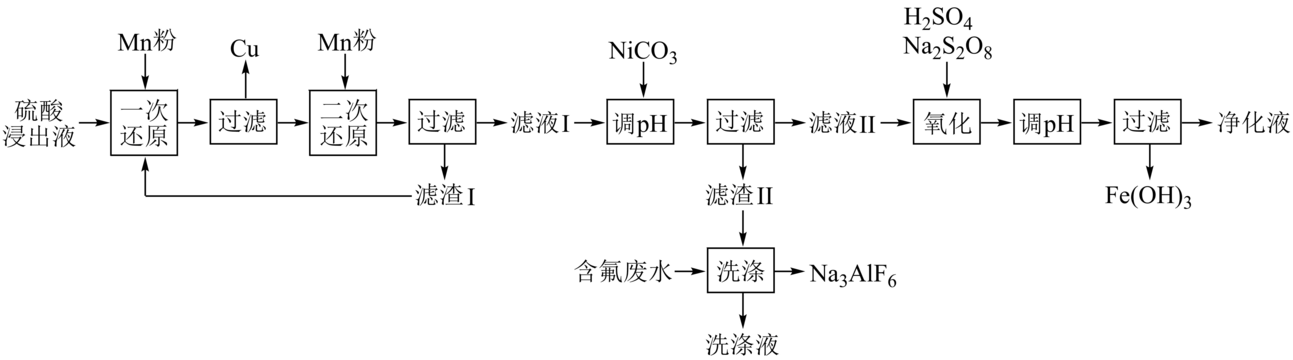 H₂SO₄
Mn粉 Cu Mn粉 NiCO₃ Na₂S₂O₈
硫酸浸出液 一次还原 过滤 二次还原 过滤 滤液I 调pH 过滤 滤液II 氧化 调pH 过滤 净化液
滤渣I 滤渣II Fe(OH)₃
含氟废水 洗涤 Na₃AlF₆
洗涤液